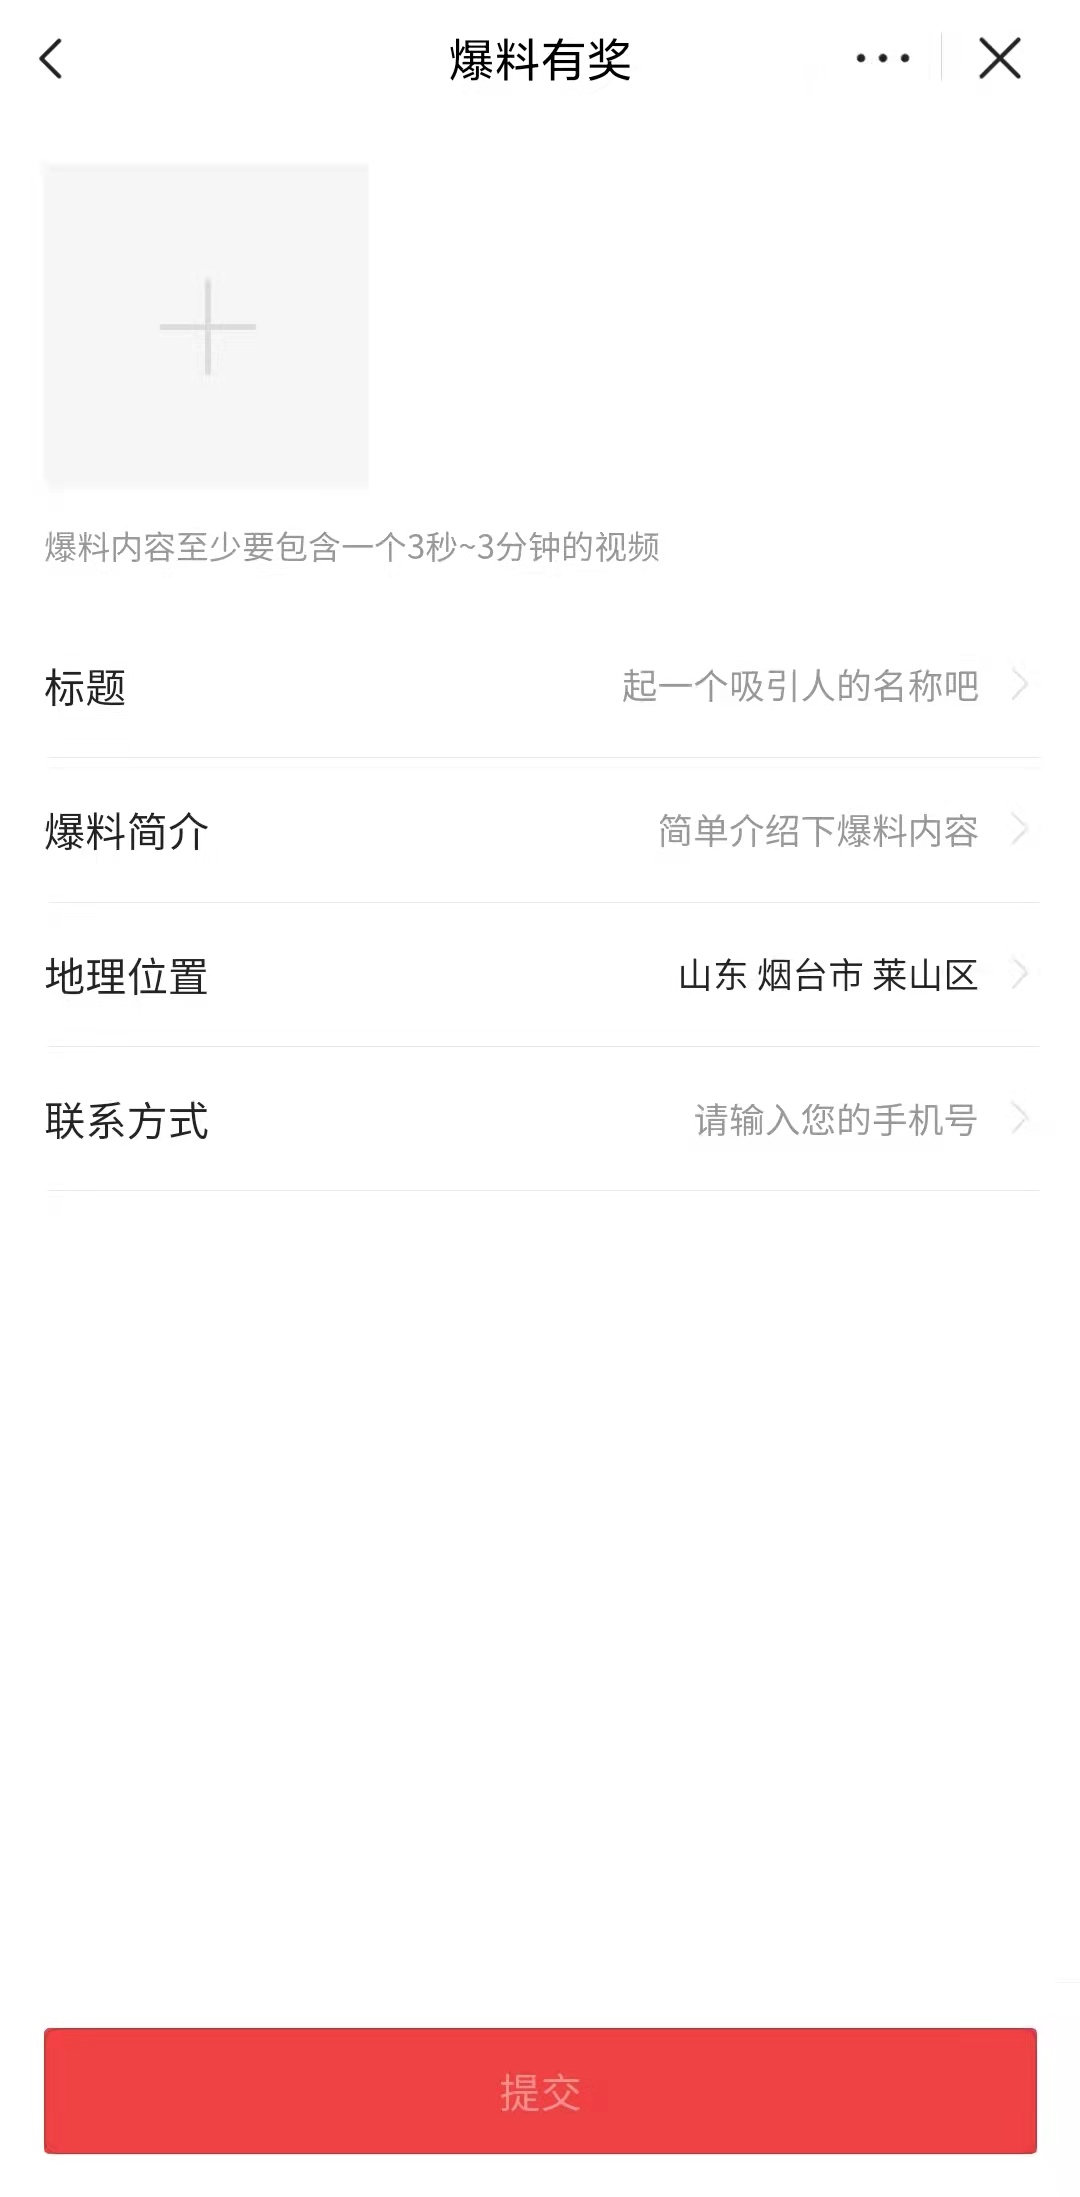 爆料有奖
爆料内容至少要包含一个3秒~3分钟的视频
标题 起一个吸引人的名称吧
爆料简介 简单介绍下爆料内容
地理位置 山东 烟台市 莱山区
联系方式 请输入您的手机号
提交